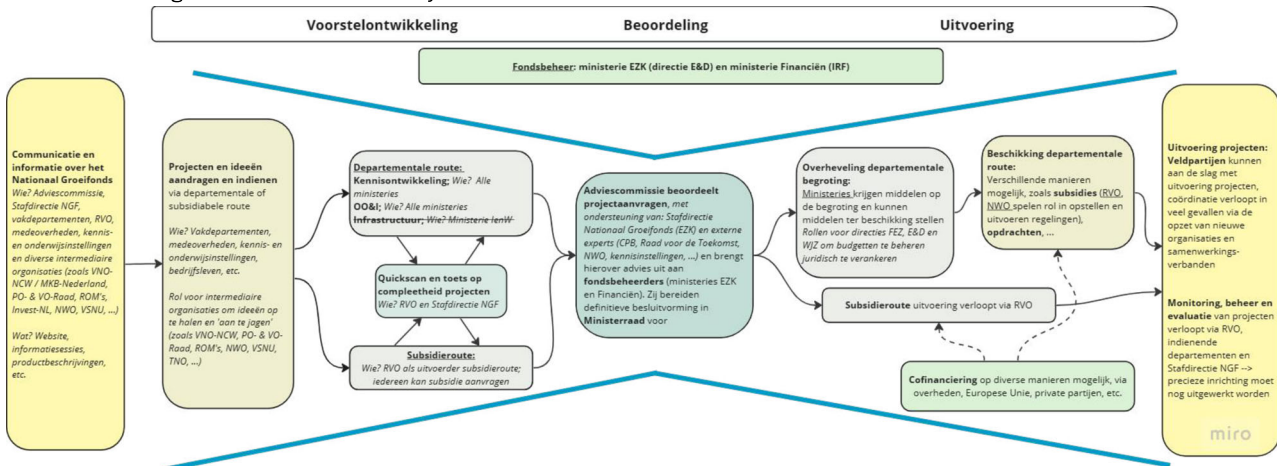 Voorstelontwikkeling
Beoordeling
Uitvoering
Fondsbeheer: ministerie EZK (directie E&D) en ministerie Financiën (IRF)
Communicatie en
informatie over het
Nationaal Groeifonds
Wie? Adviescommissie,
Stafdirectie NGF,
vakdepartementen, RVO,
medeoverheden, kennis-
en onderwijsinstellingen
en diverse intermediaire
organisaties (zoals VNO-
NCW / MKB-Nederland,
PO- & VO-Raad, ROM's,
Invest-NL, NWO, VSNU, ...)
Wat? Website,
informatiesessies,
productbeschrijvingen,
etc.
Projecten en ideeën
aandragen en indienen
via departementale of
subsidiabele route
Wie? Vakdepartementen,
medeoverheden, kennis- en
onderwijsinstellingen,
bedrijfsleven, etc.
Rol voor intermediaire
organisaties om ideeën op
te halen en 'aan te jagen'
(zoals VNO-NCW, PO- & VO-
Raad, ROM's, NWO, VSNU,
TNO, ...)
Departementale route:
Kennisontwikkeling; Wie? Alle
ministeries
OO&I; Wie? Alle ministeries
Infrastructuur; Wie? Ministerie IenW
Quickscan en toets op
compleetheid projecten
Wie? RVO en Stafdirectie NGF
Subsidieroute:
Wie? RVO als uitvoerder subsidieroute;
iedereen kan subsidie aanvragen
Adviescommissie beoordeelt
projectaanvragen, met
ondersteuning van: Stafdirectie
Nationaal Groeifonds (EZK) en externe
experts (CPB, Raad voor de Toekomst,
NWO, kennisinstellingen, ...) en brengt
hierover advies uit aan
fondsbeheerders (ministeries EZK
en Financiën). Zij bereiden
definitieve besluitvorming in
Ministerraad voor
Overheveling departementale
begroting:
Ministeries krijgen middelen op
de begroting en kunnen
middelen ter beschikking stellen
Rollen voor directies FEZ, E&D en
WJZ om budgetten te beheren
juridisch te verankeren
Subsidieroute uitvoering verloopt via RVO
Beschikking departementale
route:
Verschillende manieren
mogelijk, zoals subsidies (RVO,
NWO spelen rol in opstellen en
uitvoeren regelingen),
opdrachten, ...
Cofinanciering op diverse manieren mogelijk, via
overheden, Europese Unie, private partijen, etc.
Uitvoering projecten:
Veldpartijen kunnen
aan de slag met
uitvoering projecten,
coördinatie verloopt in
veel gevallen via de
opzet van nieuwe
organisaties en
samenwerkings-
verbanden
Monitoring, beheer en
evaluatie van projecten
verloopt via RVO,
indienende
departementen en
Stafdirectie NGF -->
precieze inrichting moet
nog uitgewerkt worden
miro